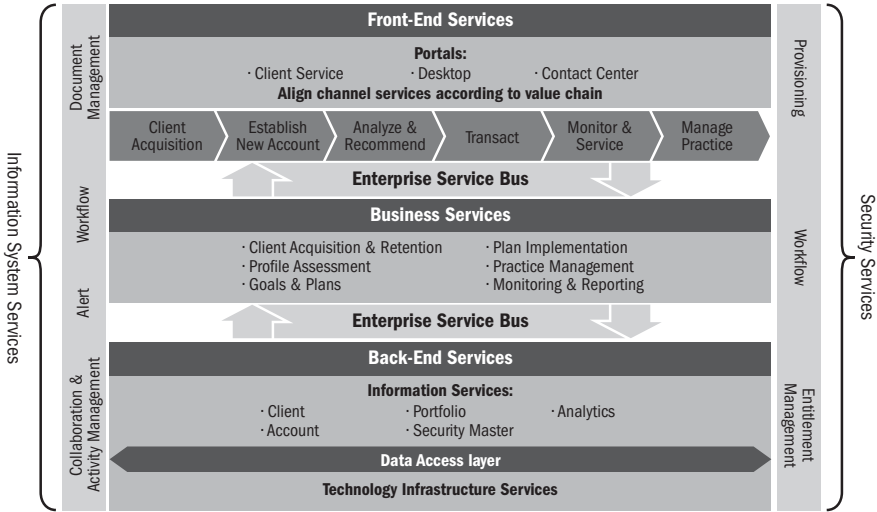 Information System Services
Document
Management
Workflow
Alert
Collaboration &
Activity Management
Front-End Services
Portals:
· Client Service · Desktop · Contact Center
Align channel services according to value chain
Client
Acquisition
Establish
New Account
Analyze &
Recommend
Transact
Monitor &
Service
Manage
Practice
Enterprise Service Bus
Business Services
· Client Acquisition & Retention · Plan Implementation
· Profile Assessment · Practice Management
· Goals & Plans · Monitoring & Reporting
Enterprise Service Bus
Back-End Services
Information Services:
· Client · Portfolio · Analytics
· Account · Security Master
Data Access layer
Technology Infrastructure Services
Provisioning
Workflow
Entitlement
Management
Security Services